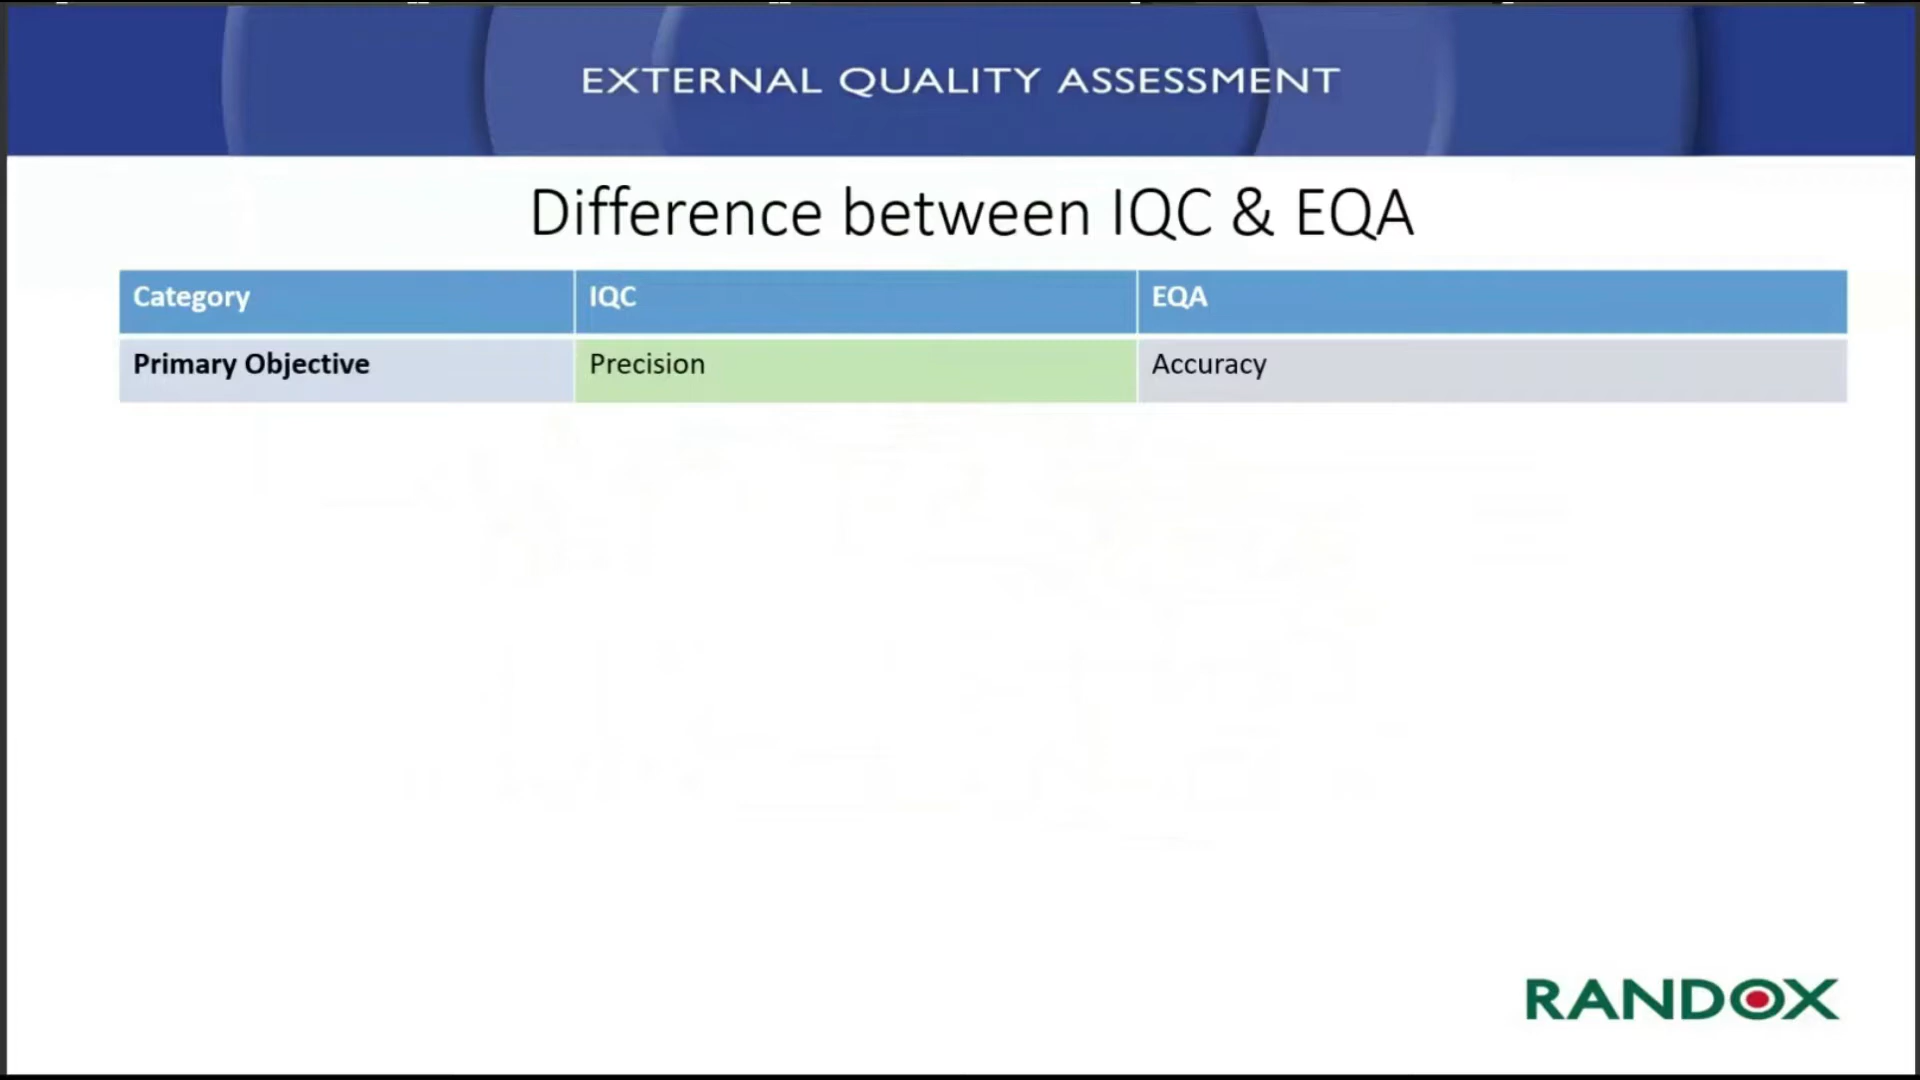 EXTERNAL QUALITY ASSESSMENT
Difference between IQC & EQA
Category IQC EQA
Primary Objective Precision Accuracy
RANDOX